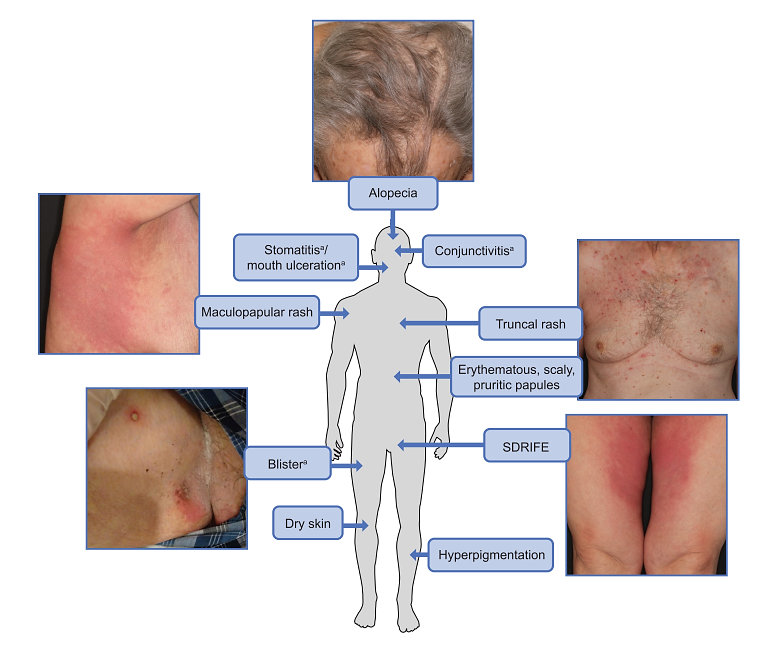 Alopecia
Stomatitisᵃ/
mouth ulcerationᵃ
Conjunctivitisᵃ
Maculopapular rash
Truncal rash
Erythematous, scaly,
pruritic papules
SDRIFE
Blisterᵃ
Dry skin
Hyperpigmentation